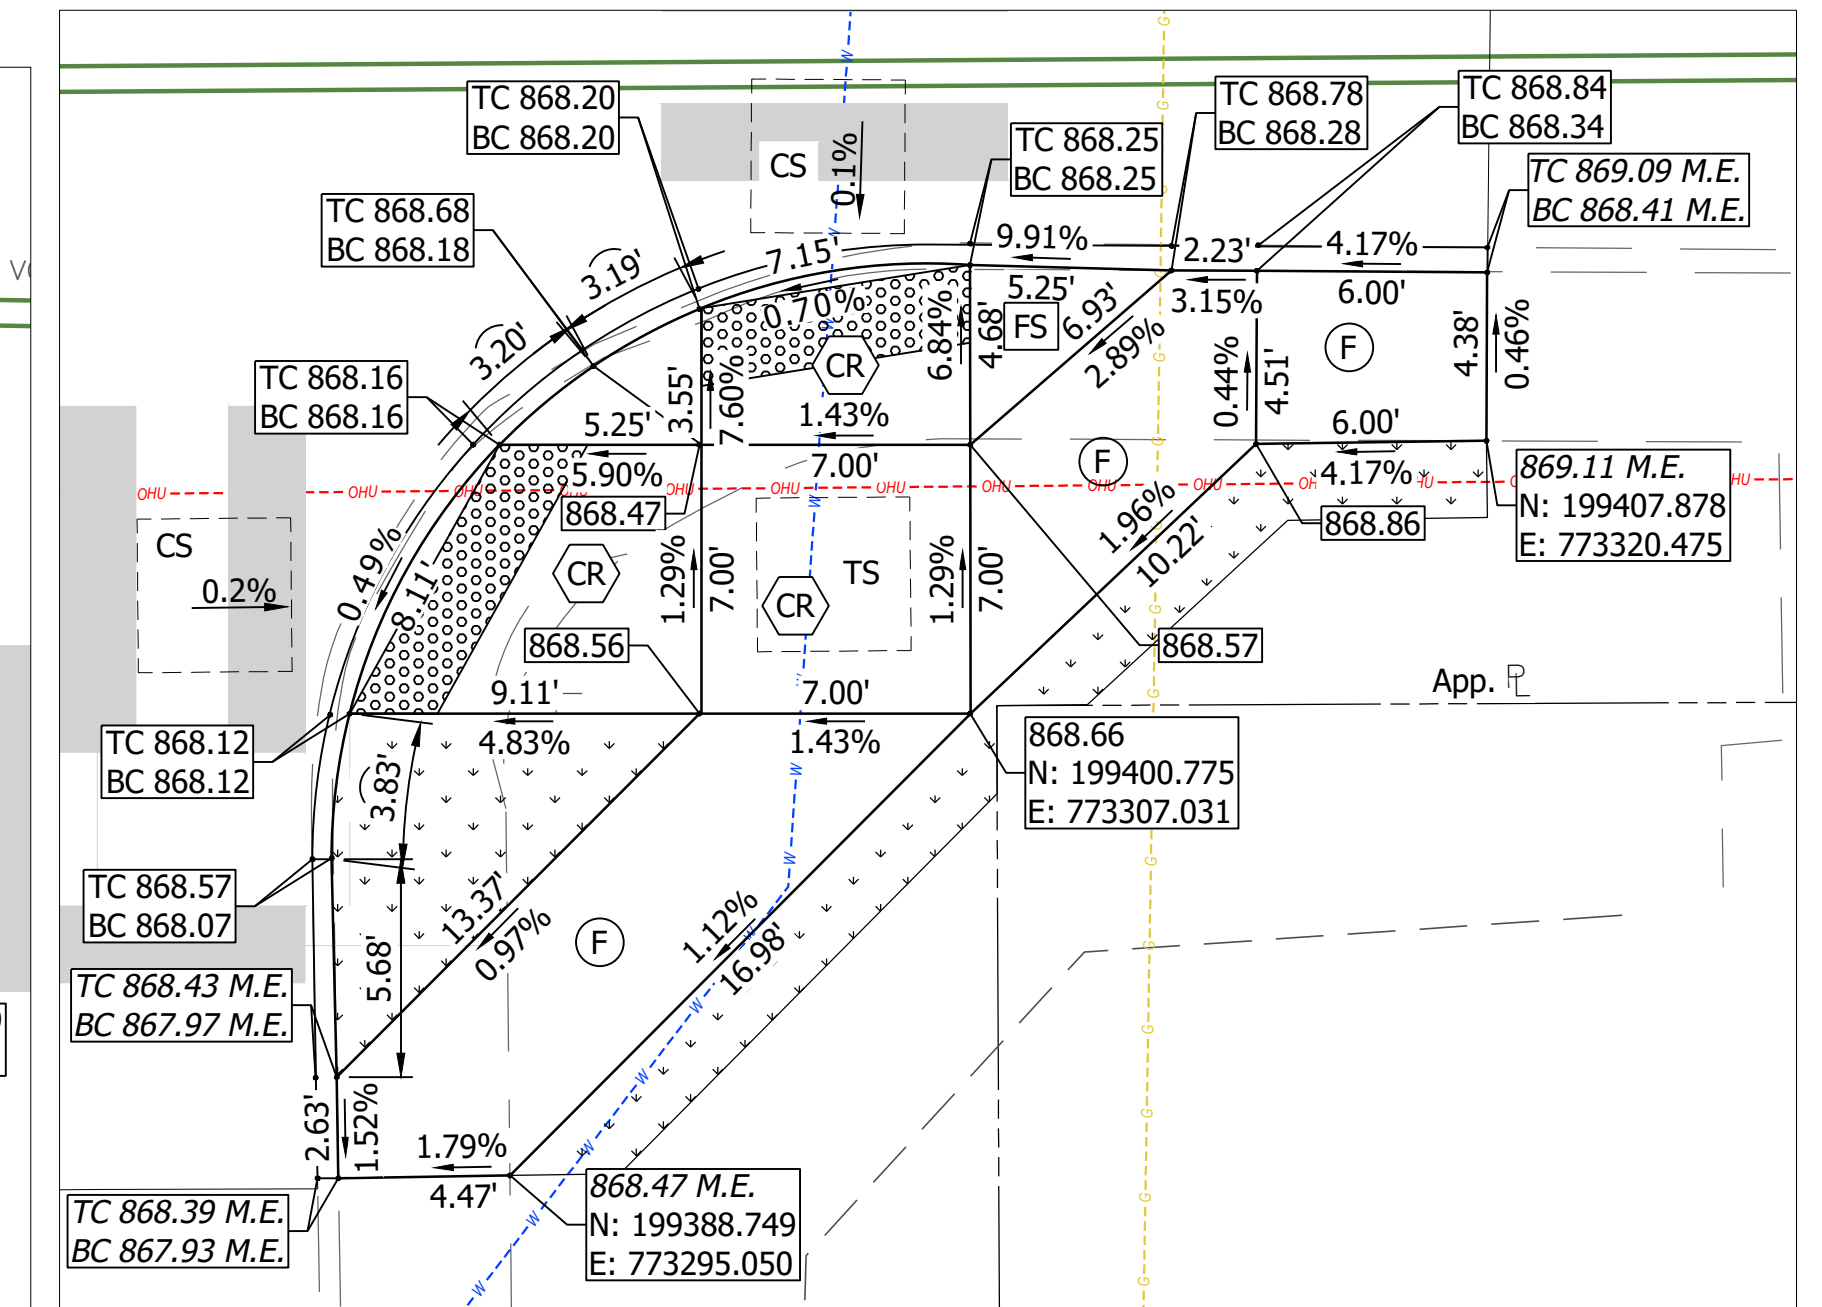 TC 868.20
BC 868.20
CS
0.1%
W
G
TC 868.78
BC 868.28
TC 868.84
BC 868.34
TC 868.25
BC 868.25
TC 869.09 M.E.
BC 868.41 M.E.
TC 868.68
BC 868.18
3.19'
7.15'
9.91%
2.23'
4.17%
0.70%
5.25'
FS
6.93'
2.89%
3.15%
6.00'
F
3.20'
TC 868.16
BC 868.16
3.55'
7.60%
CR
6.84%
4.68'
0.44%
4.51'
4.38'
0.46%
5.25'
1.43%
6.00'
5.90%
7.00'
F
4.17%
OHU
OHU
OHU
OHU
OHU
OHU
OHU
OHU
OHU
868.47
868.86
869.11 M.E.
N: 199407.878
E: 773320.475
CS
0.2%
0.49%
8.11'
CR
1.29%
7.00'
TS
CR
1.29%
7.00'
1.96%
10.22'
868.56
868.57
App. PL
9.11'
7.00'
4.83%
1.43%
TC 868.12
BC 868.12
3.83'
868.66
N: 199400.775
E: 773307.031
TC 868.57
BC 868.07
5.68'
13.37'
0.97%
F
1.12%
16.98'
TC 868.43 M.E.
BC 867.97 M.E.
2.63'
1.52%
1.79%
4.47'
TC 868.39 M.E.
BC 867.93 M.E.
868.47 M.E.
N: 199388.749
E: 773295.050